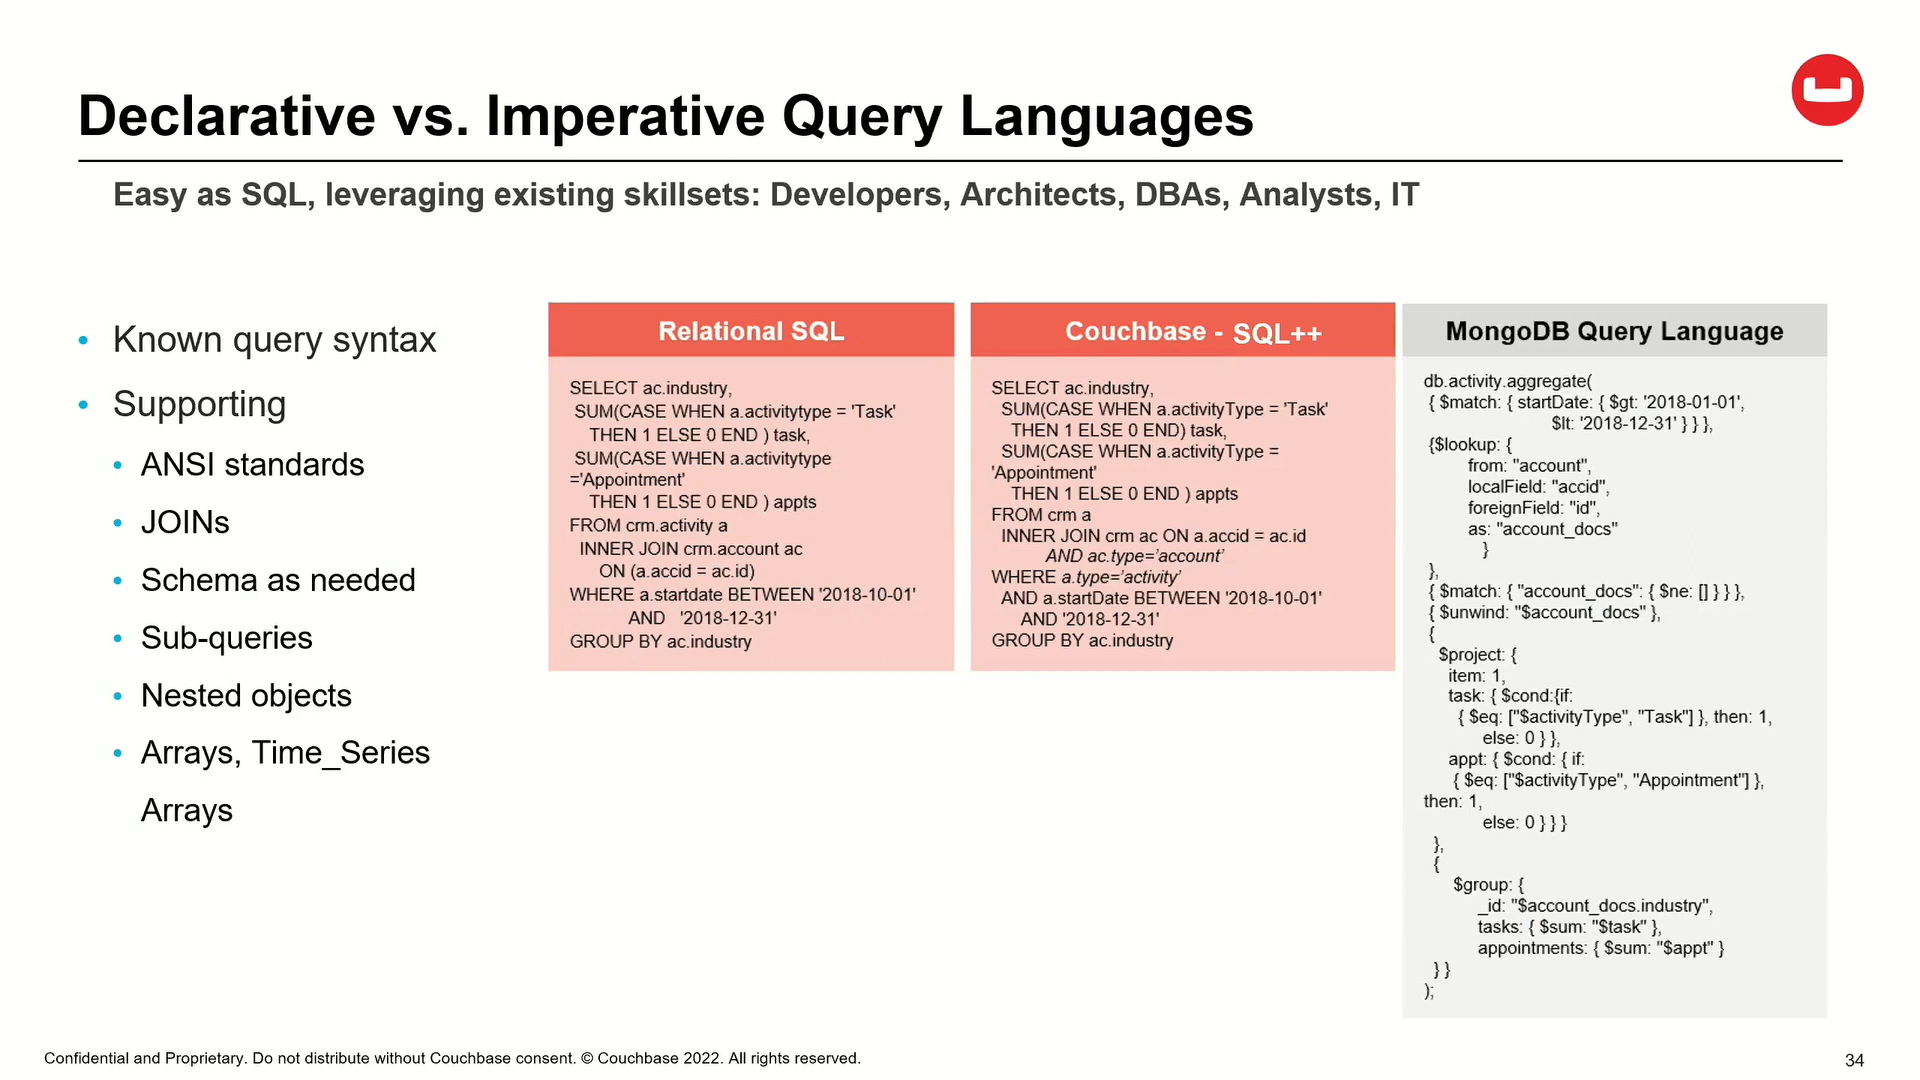 Declarative vs. Imperative Query Languages
Easy as SQL, leveraging existing skillsets: Developers, Architects, DBAs, Analysts, IT
• Known query syntax
• Supporting
• ANSI standards
• JOINs
• Schema as needed
• Sub-queries
• Nested objects
• Arrays, Time_Series
Arrays
Relational SQL
SELECT ac.industry,
SUM(CASE WHEN a.activitytype = 'Task'
THEN 1 ELSE 0 END ) task,
SUM(CASE WHEN a.activitytype
='Appointment'
THEN 1 ELSE 0 END ) appts
FROM crm.activity a
INNER JOIN crm.account ac
ON (a.accid = ac.id)
WHERE a.startdate BETWEEN '2018-10-01'
AND '2018-12-31'
GROUP BY ac.industry
Couchbase - SQL++
SELECT ac.industry,
SUM(CASE WHEN a.activityType = 'Task'
THEN 1 ELSE 0 END) task,
SUM(CASE WHEN a.activityType =
'Appointment'
THEN 1 ELSE 0 END ) appts
FROM crm a
INNER JOIN crm ac ON a.accid = ac.id
AND ac.type=’account’
WHERE a.type=’activity’
AND a.startDate BETWEEN '2018-10-01'
AND '2018-12-31'
GROUP BY ac.industry
MongoDB Query Language
db.activity.aggregate(
{ $match: { startDate: { $gt: '2018-01-01',
$lt: '2018-12-31' } } },
{$lookup: {
from: "account",
localField: "accid",
foreignField: "id",
as: "account_docs"
}
},
{ $match: { "account_docs": { $ne: [] } } },
{ $unwind: "$account_docs" },
{
$project: {
item: 1,
task: { $cond:{if:
{ $eq: ["$activityType", "Task"] }, then: 1,
else: 0 } },
appt: { $cond: { if:
{ $eq: ["$activityType", "Appointment"] },
then: 1,
else: 0 } } }
},
{
$group: {
_id: "$account_docs.industry",
tasks: { $sum: "$task" },
appointments: { $sum: "$appt" }
} }
);
Confidential and Proprietary. Do not distribute without Couchbase consent. © Couchbase 2022. All rights reserved.
34